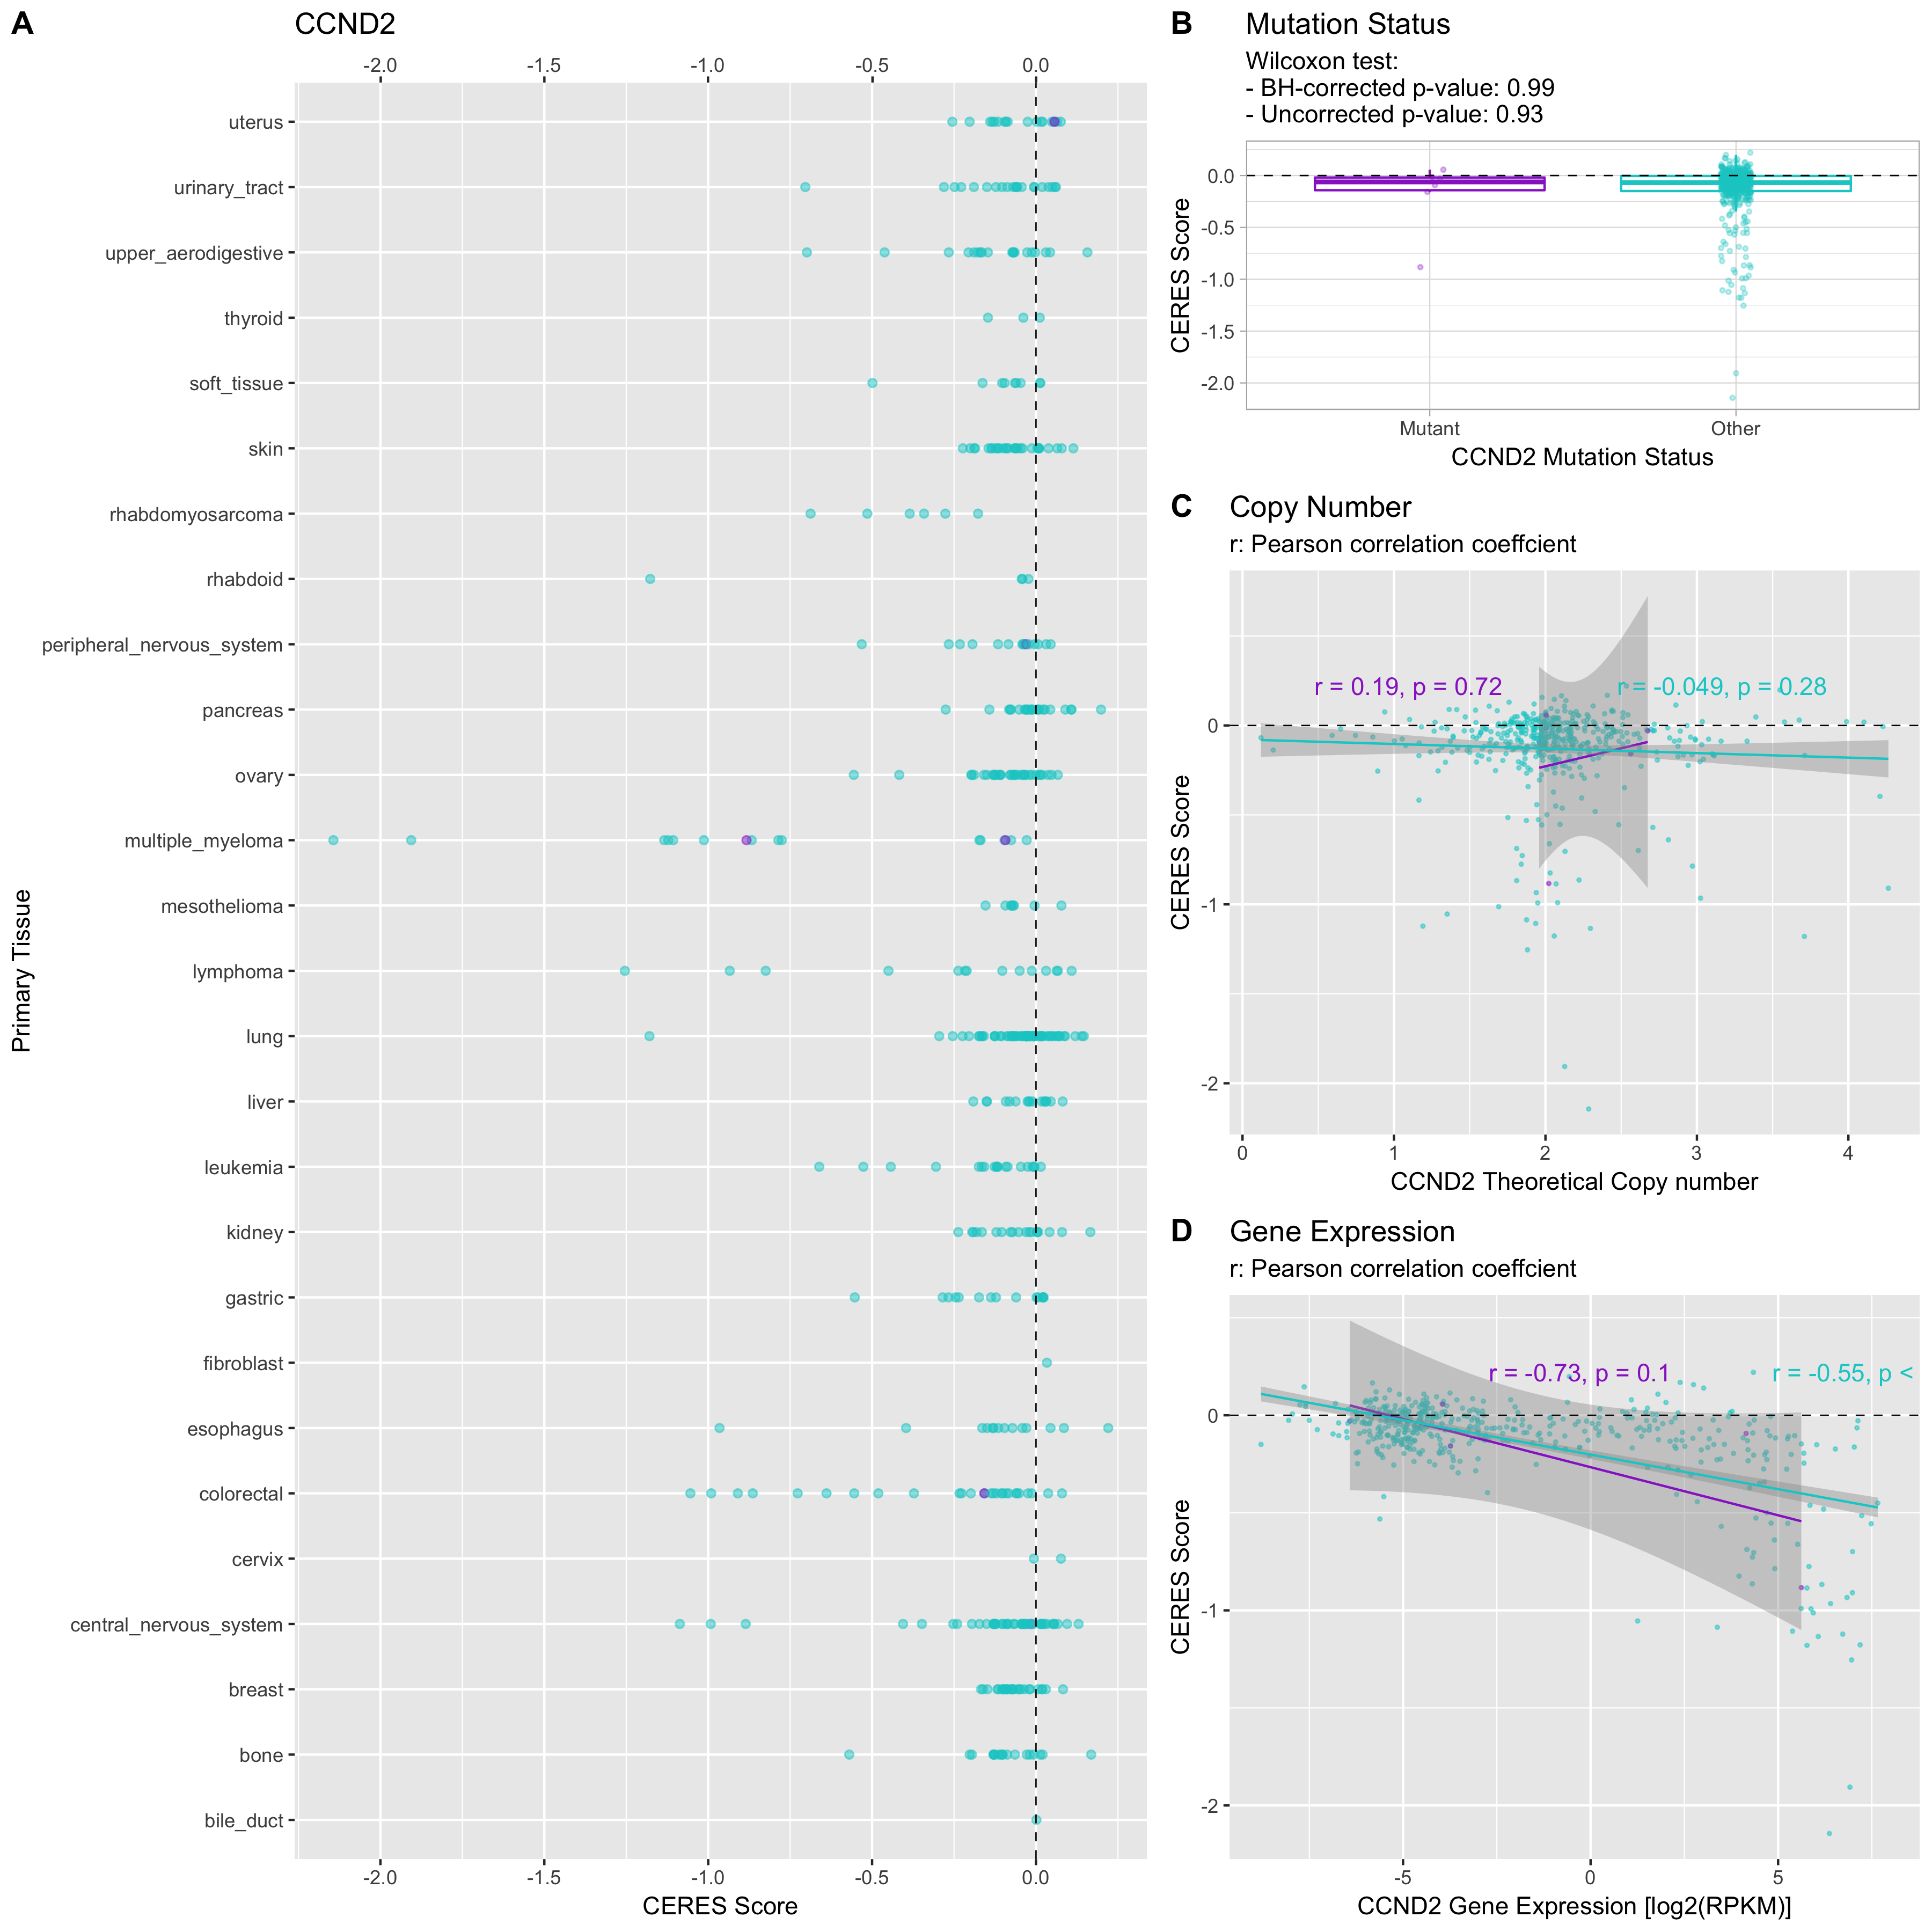 A
CCND2
-2.0 -1.5 -1.0 -0.5 0.0
uterus
urinary_tract
upper_aerodigestive
thyroid
soft_tissue
skin
rhabdomyosarcoma
rhabdoid
peripheral_nervous_system
pancreas
ovary
multiple_myeloma
mesothelioma
lymphoma
lung
liver
leukemia
kidney
gastric
fibroblast
esophagus
colorectal
cervix
central_nervous_system
breast
bone
bile_duct
Primary Tissue
-2.0 -1.5 -1.0 -0.5 0.0
CERES Score
B
Mutation Status
Wilcoxon test:
- BH-corrected p-value: 0.99
- Uncorrected p-value: 0.93
0.0
-0.5
-1.0
-1.5
-2.0
CERES Score
Mutant Other
CCND2 Mutation Status
C
Copy Number
r: Pearson correlation coeffcient
r = 0.19, p = 0.72 r = -0.049, p = 0.28
0
-1
-2
CERES Score
0 1 2 3 4
CCND2 Theoretical Copy number
D
Gene Expression
r: Pearson correlation coeffcient
r = -0.73, p = 0.1 r = -0.55, p <
0
-1
-2
CERES Score
-5 0 5
CCND2 Gene Expression [log2(RPKM)]